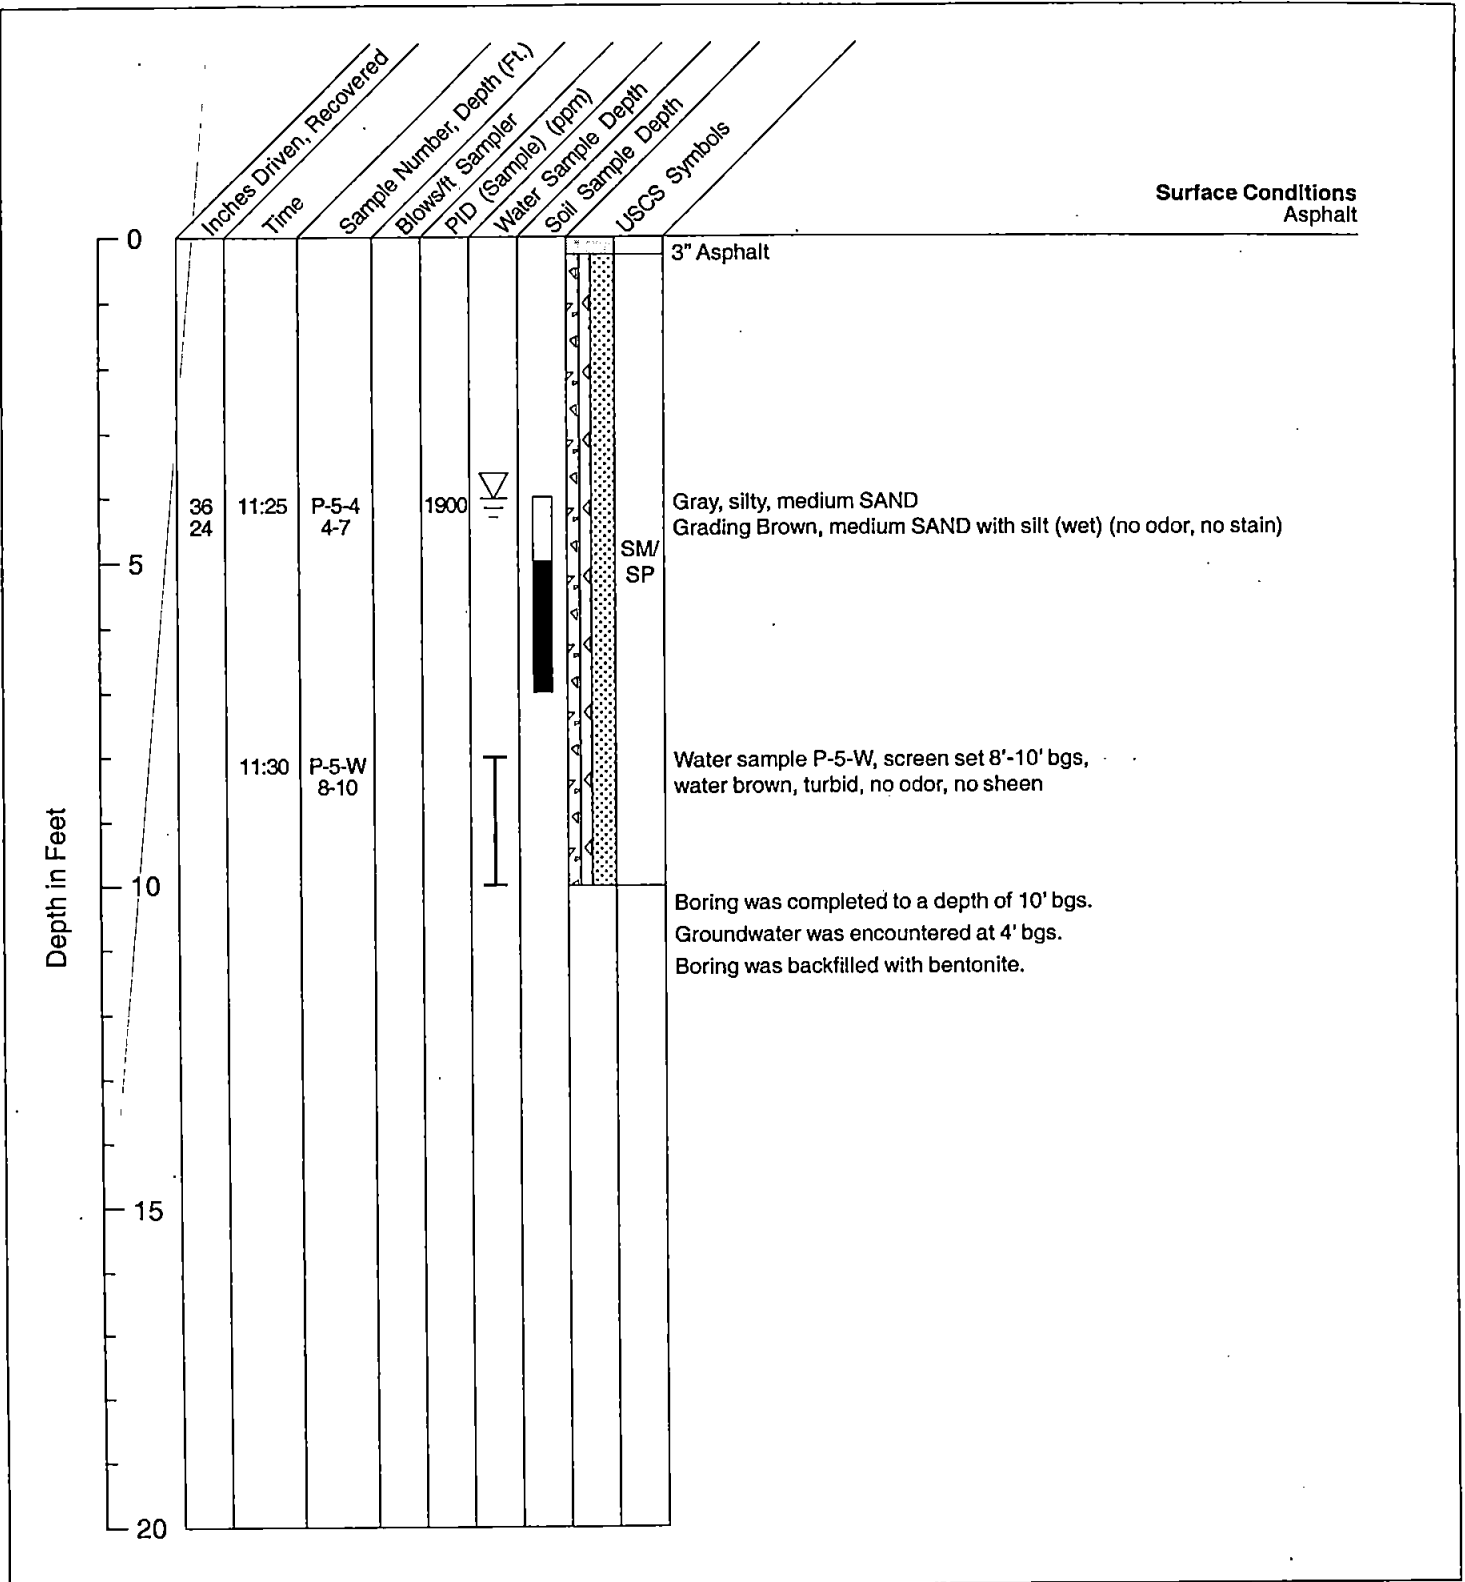 Inches Driven, Recovered
Time
Sample Number, Depth (Ft.)
Blows/ft Sampler
PID (Sample) (ppm)
Water Sample Depth
Soil Sample Depth
USCS Symbols
Surface Conditions
Asphalt
0
3" Asphalt
36 11:25 P-5-4 1900 Gray, silty, medium SAND
24 4-7 Grading Brown, medium SAND with silt (wet) (no odor, no stain)
SM/
5 SP
11:30 P-5-W Water sample P-5-W, screen set 8'-10' bgs,
8-10 water brown, turbid, no odor, no sheen
Depth in Feet
10
Boring was completed to a depth of 10' bgs.
Groundwater was encountered at 4' bgs.
Boring was backfilled with bentonite.
15
20